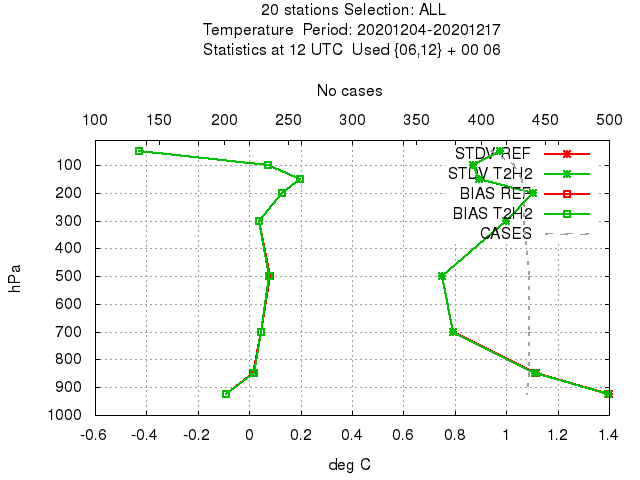 20 stations Selection: ALL
Temperature  Period: 20201204-20201217
Statistics at 12 UTC  Used {06,12} + 00 06
No cases
100 150 200 250 300 350 400 450 500
STDV REF
STDV T2H2
BIAS REF
BIAS T2H2
CASES
100
200
300
400
500
600
700
800
900
1000
hPa
-0.6 -0.4 -0.2 0 0.2 0.4 0.6 0.8 1 1.2 1.4
deg C